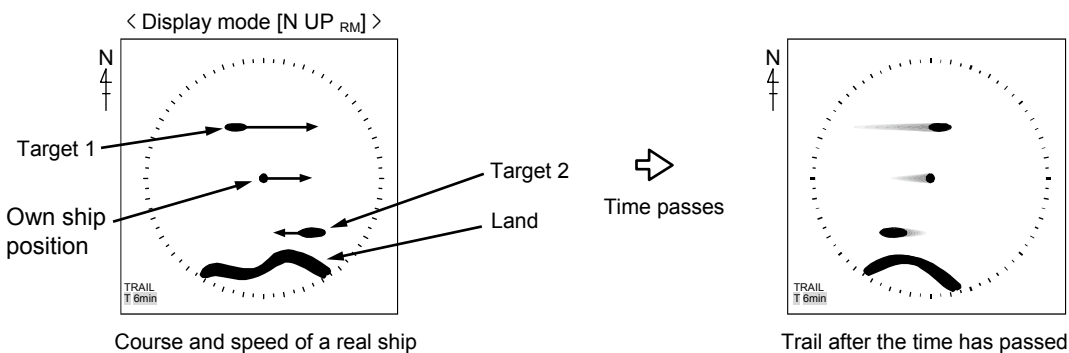 < Display mode [N UP RM] >
N
Target 1
Own ship
position
Target 2
Land
TRAIL
T 6min
Course and speed of a real ship
Time passes
N
TRAIL
T 6min
Trail after the time has passed